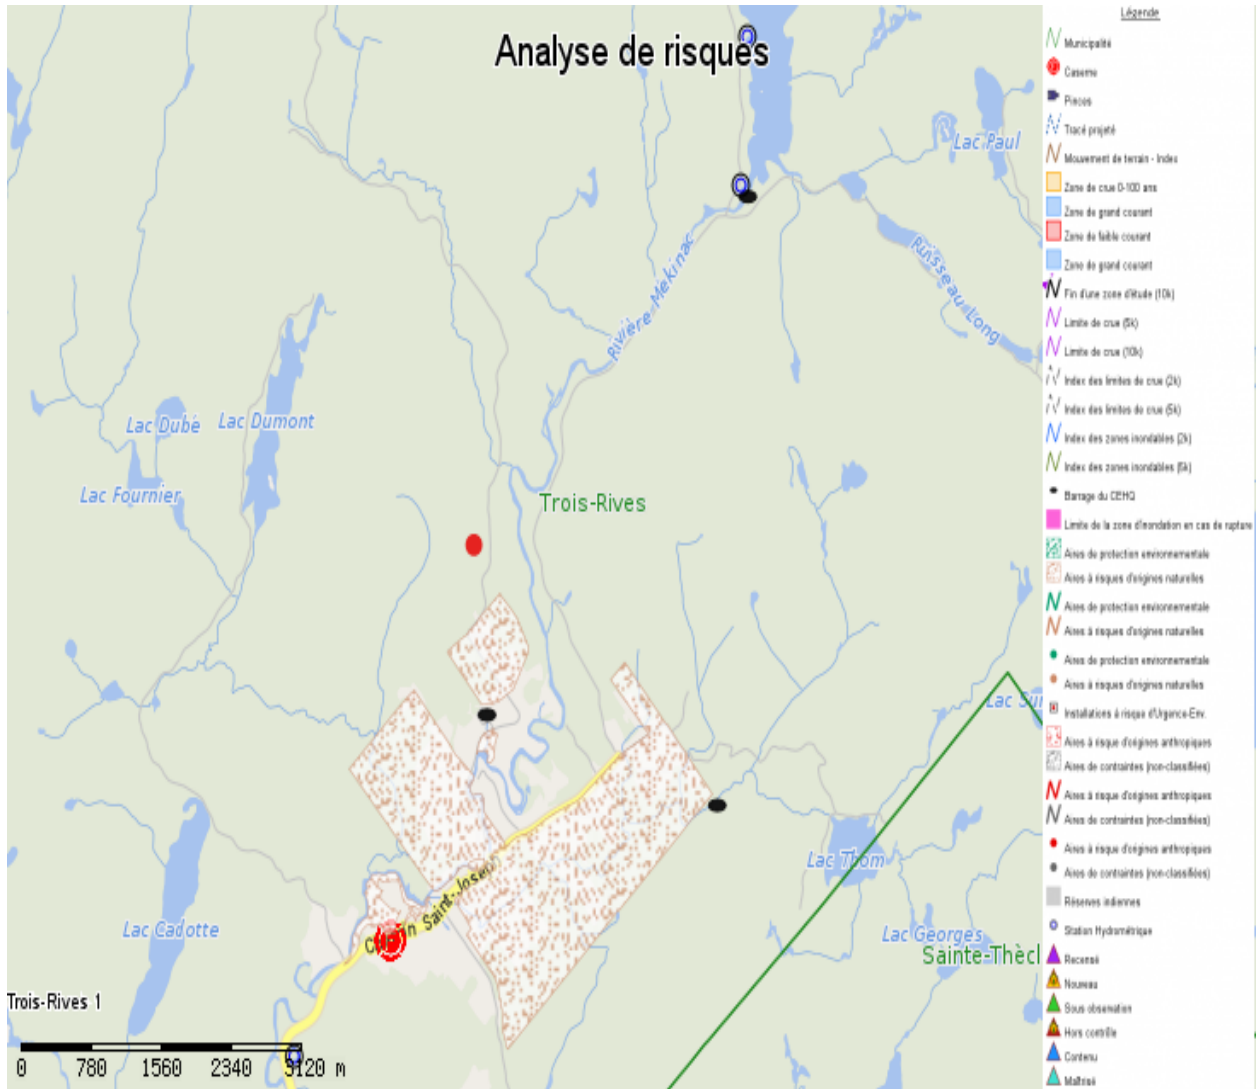 Analyse de risques
Lac Paul
Ruisseau Long
Rivière Mékinac
Lac Dubé
Lac Dumont
Lac Fournier
Trois-Rives
Lac Thom
Lac Cadotte
Lac Georges
Sainte-Thècl
Trois-Rives 1
0 780 1560 2340 3120 m
Légende
Municipalité
Caserne
Pinces
Tracé projeté
Mouvement de terrain - Index
Zone de crue 0-100 ans
Zone de grand courant
Zone de faible courant
Zone de grand courant
Fin d'une zone d'étude (10k)
Limite de crue (5k)
Limite de crue (10k)
Index des limites de crue (2k)
Index des limites de crue (5k)
Index des zones inondables (2k)
Index des zones inondables (5k)
Barrage du CEHQ
Limite de la zone d'inondation en cas de rupture
Aires de protection environnementale
Aires à risques d'origines naturelles
Aires de protection environnementale
Aires à risques d'origines naturelles
Aires de protection environnementale
Aires à risques d'origines naturelles
Installations à risque d'Urgence-Env.
Aires à risque d'origines anthropiques
Aires de contraintes (non-classifiées)
Aires à risque d'origines anthropiques
Aires de contraintes (non-classifiées)
Aires à risque d'origines anthropiques
Aires de contraintes (non-classifiées)
Réserves indiennes
Station Hydrométrique
Recensé
Nouveau
Sous observation
Hors contrôle
Contenu
Maîtrisé